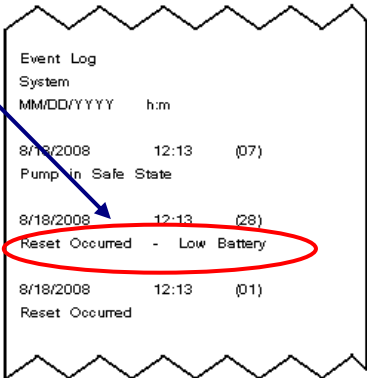 Event Log
System
MM/DD/YYYY h:m
8/18/2008 12:13 (07)
Pump in Safe State
8/18/2008 12:13 (28)
Reset Occurred - Low Battery
8/18/2008 12:13 (01)
Reset Occurred